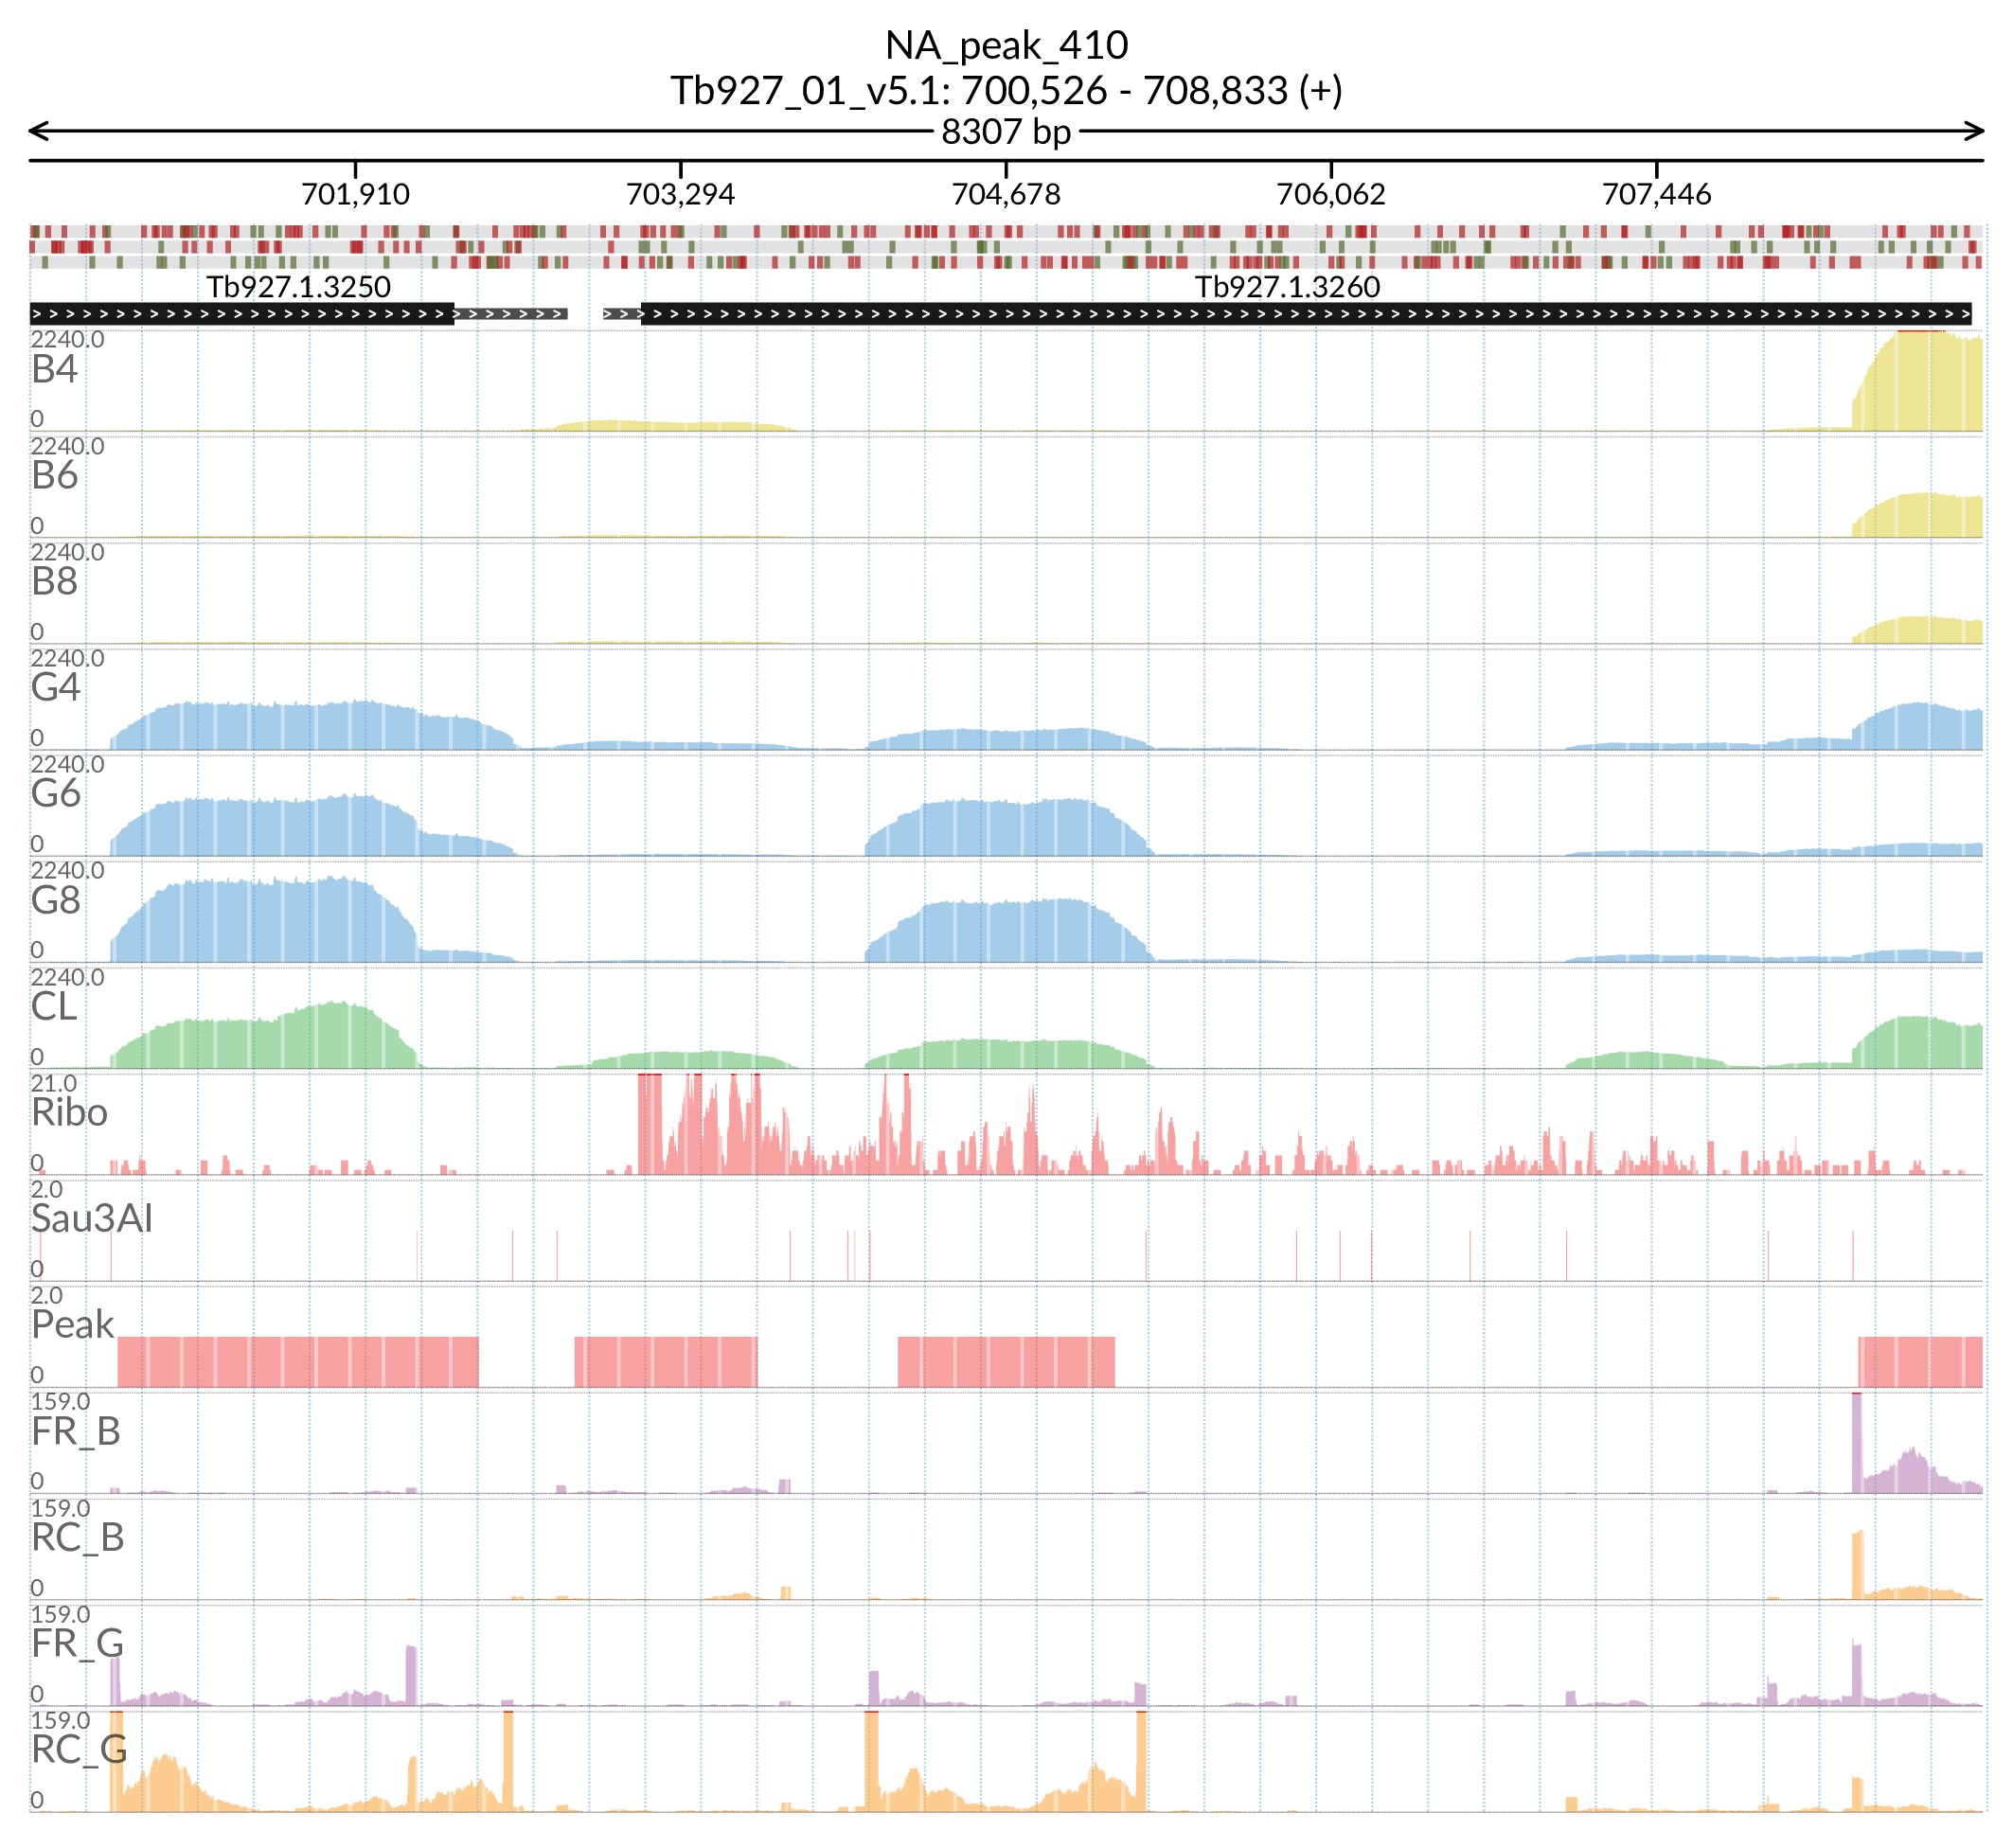 NA_peak_410
Tb927_01_v5.1: 700,526 - 708,833 (+)
8307 bp
701,910 703,294 704,678 706,062 707,446
Tb927.1.3250 Tb927.1.3260
2240.0
B4
0
2240.0
B6
0
2240.0
B8
0
2240.0
G4
0
2240.0
G6
0
2240.0
G8
0
2240.0
CL
0
21.0
Ribo
0
2.0
Sau3AI
0
2.0
Peak
0
159.0
FR_B
0
159.0
RC_B
0
159.0
FR_G
0
159.0
RC_G
0